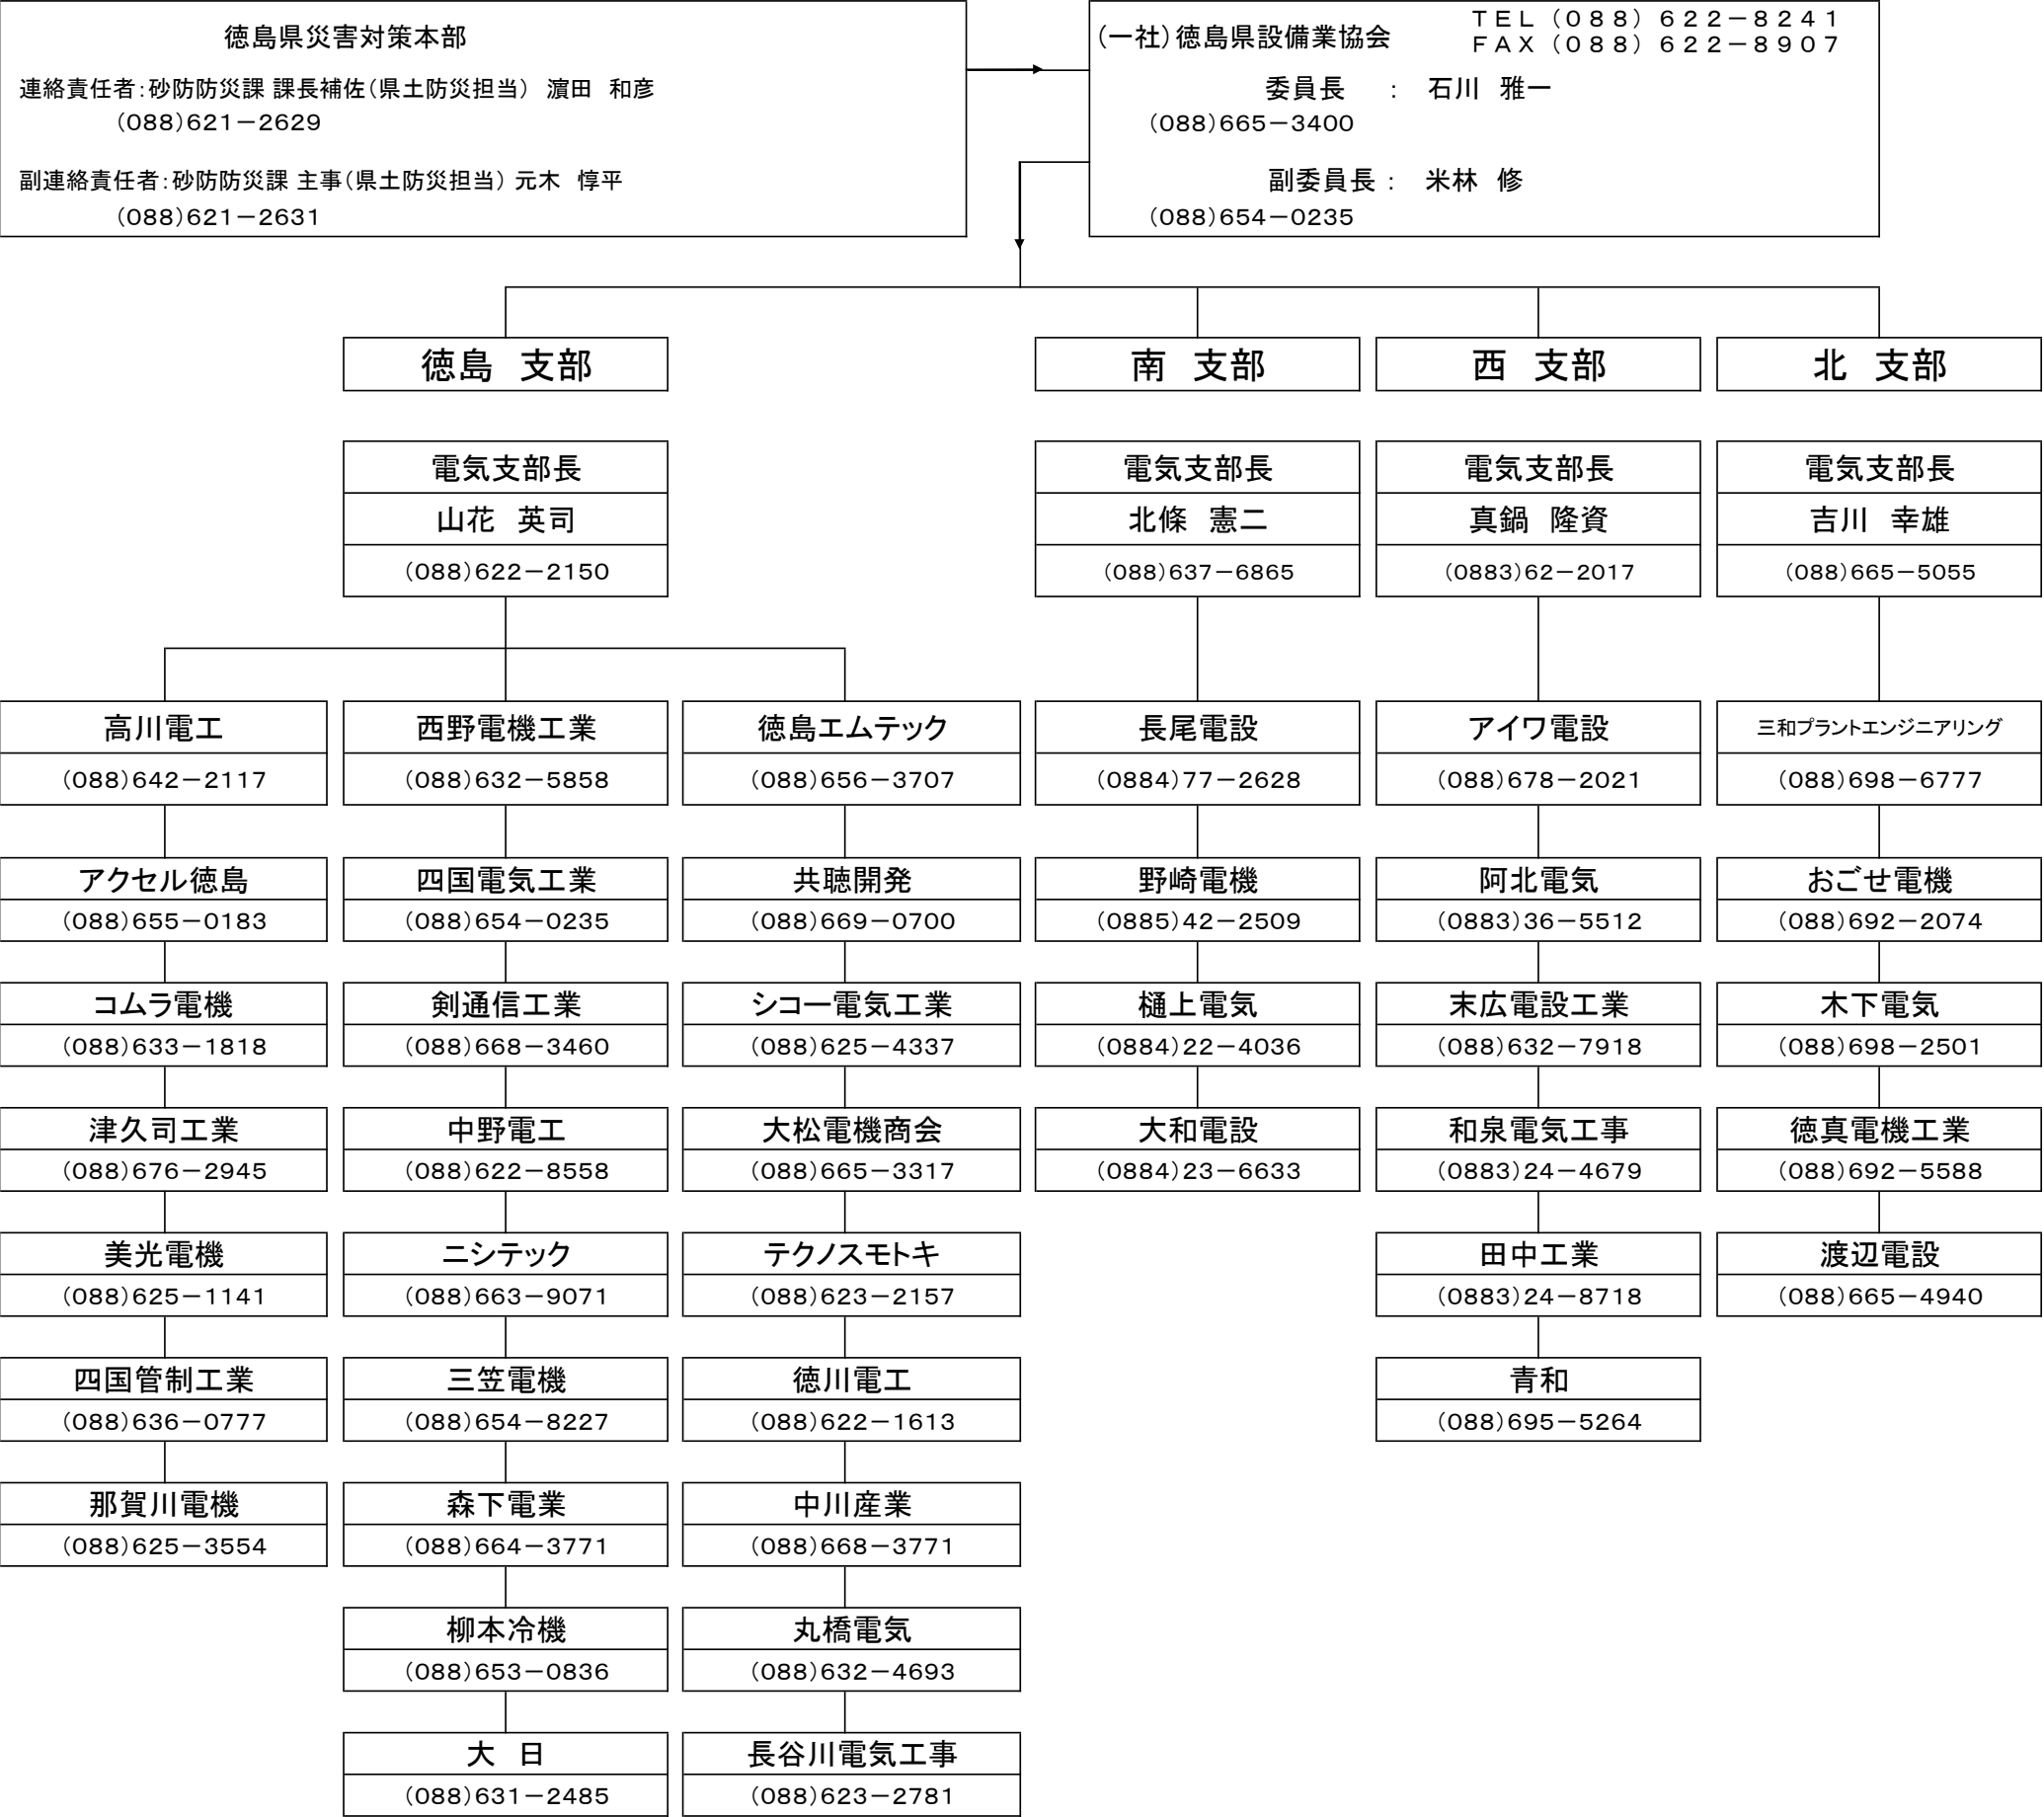 徳島県災害対策本部
連絡責任者：砂防防災課 課長補佐（県土防災担当）　濵田　和彦
（088）621－2629
副連絡責任者：砂防防災課 主事（県土防災担当） 元木　惇平
（088）621－2631
（一社）徳島県設備業協会
ＴＥＬ（０８８）６２２－８２４１
ＦＡＸ（０８８）６２２－８９０７
委員長　：　石川　雅一
（088）665－3400
副委員長：　米林　修
（088）654－0235
徳島　支部
南　支部
西　支部
北　支部
電気支部長
山花　英司
（088）622－2150
電気支部長
北條　憲二
（088）637－6865
電気支部長
真鍋　隆資
（0883）62－2017
電気支部長
吉川　幸雄
（088）665－5055
高川電工
（088）642－2117
アクセル徳島
（088）655－0183
コムラ電機
（088）633－1818
津久司工業
（088）676－2945
美光電機
（088）625－1141
四国管制工業
（088）636－0777
那賀川電機
（088）625－3554
西野電機工業
（088）632－5858
四国電気工業
（088）654－0235
剣通信工業
（088）668－3460
中野電工
（088）622－8558
ニシテック
（088）663－9071
三笠電機
（088）654－8227
森下電業
（088）664－3771
柳本冷機
（088）653－0836
大　日
（088）631－2485
徳島エムテック
（088）656－3707
共聴開発
（088）669－0700
シコー電気工業
（088）625－4337
大松電機商会
（088）665－3317
テクノスモトキ
（088）623－2157
徳川電工
（088）622－1613
中川産業
（088）668－3771
丸橋電気
（088）632－4693
長谷川電気工事
（088）623－2781
長尾電設
（0884）77－2628
野崎電機
（0885）42－2509
樋上電気
（0884）22－4036
大和電設
（0884）23－6633
アイワ電設
（088）678－2021
阿北電気
（0883）36－5512
末広電設工業
（088）632－7918
和泉電気工事
（0883）24－4679
田中工業
（0883）24－8718
青和
（088）695－5264
三和プラントエンジニアリング
（088）698－6777
おごせ電機
（088）692－2074
木下電気
（088）698－2501
徳真電機工業
（088）692－5588
渡辺電設
（088）665－4940